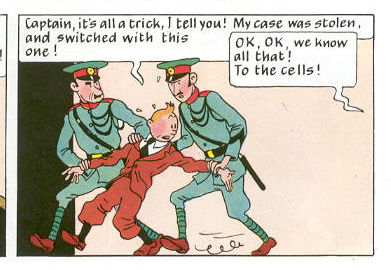 Captain, it's all a trick, I tell you! My case was stolen,
and switched with this
one!
OK, OK, we know
all that!
To the cells!